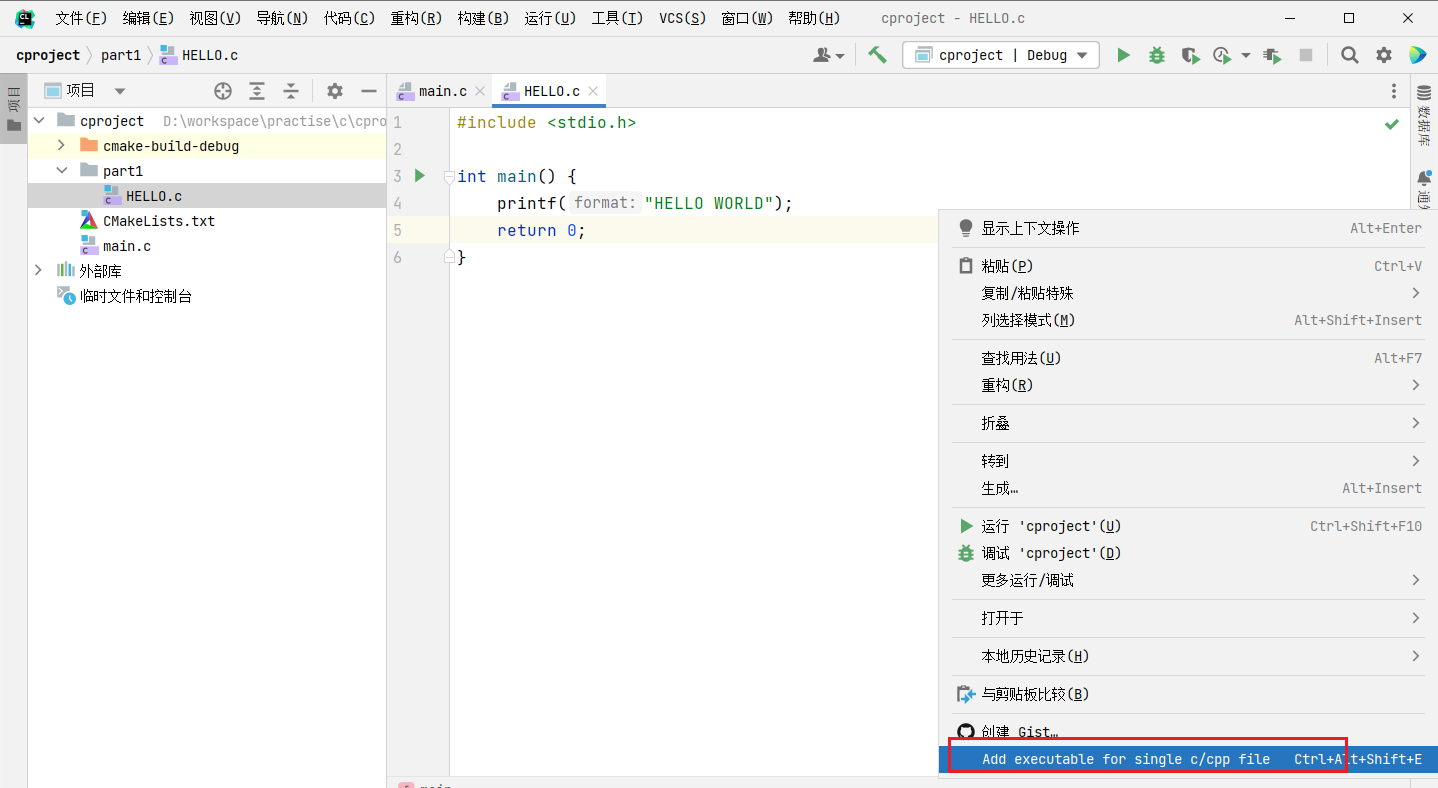 文件(F) 编辑(E) 视图(V) 导航(N) 代码(C) 重构(R) 构建(B) 运行(U) 工具(T) VCS(S) 窗口(W) 帮助(H) cproject - HELLO.c
cproject part1 HELLO.c cproject | Debug
项目
项目
main.c
HELLO.c
数据库
cproject D:\workspace\practise\c\cpro
cmake-build-debug
part1
HELLO.c
CMakeLists.txt
main.c
外部库
临时文件和控制台
1 #include <stdio.h>
2
3 int main() {
4 printf( format: "HELLO WORLD");
5 return 0;
6 }
显示上下文操作 Alt+Enter
粘贴(P) Ctrl+V
复制/粘贴特殊
列选择模式(M) Alt+Shift+Insert
查找用法(U) Alt+F7
重构(R)
折叠
转到
生成… Alt+Insert
运行 'cproject'(U) Ctrl+Shift+F10
调试 'cproject'(D)
更多运行/调试
打开于
本地历史记录(H)
与剪贴板比较(B)
创建 Gist…
Add executable for single c/cpp file Ctrl+Alt+Shift+E